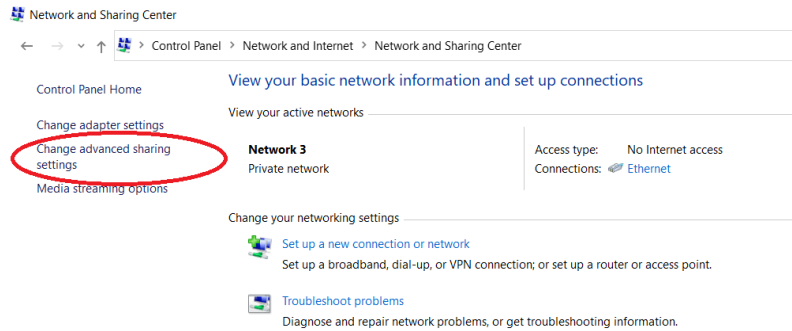 Network and Sharing Center
Control Panel > Network and Internet > Network and Sharing Center
Control Panel Home
Change adapter settings
Change advanced sharing
settings
Media streaming options
View your basic network information and set up connections
View your active networks
Network 3
Private network
Access type: No Internet access
Connections: Ethernet
Change your networking settings
Set up a new connection or network
Set up a broadband, dial-up, or VPN connection; or set up a router or access point.
Troubleshoot problems
Diagnose and repair network problems, or get troubleshooting information.